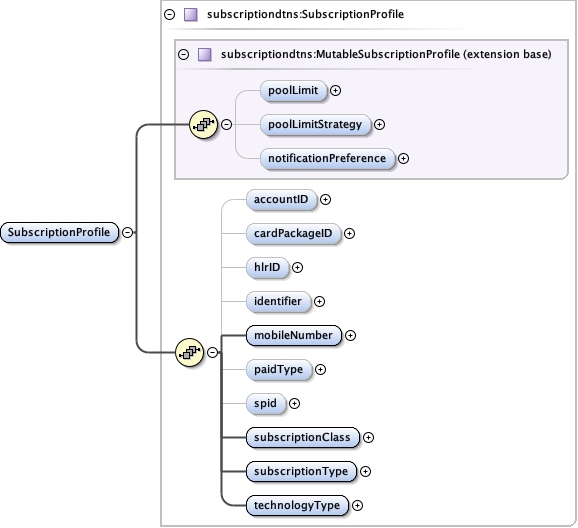 subscriptiondtns:SubscriptionProfile
subscriptiondtns:MutableSubscriptionProfile (extension base)
poolLimit
poolLimitStrategy
notificationPreference
accountID
cardPackageID
SubscriptionProfile
hlrID
identifier
mobileNumber
paidType
spid
subscriptionClass
subscriptionType
technologyType